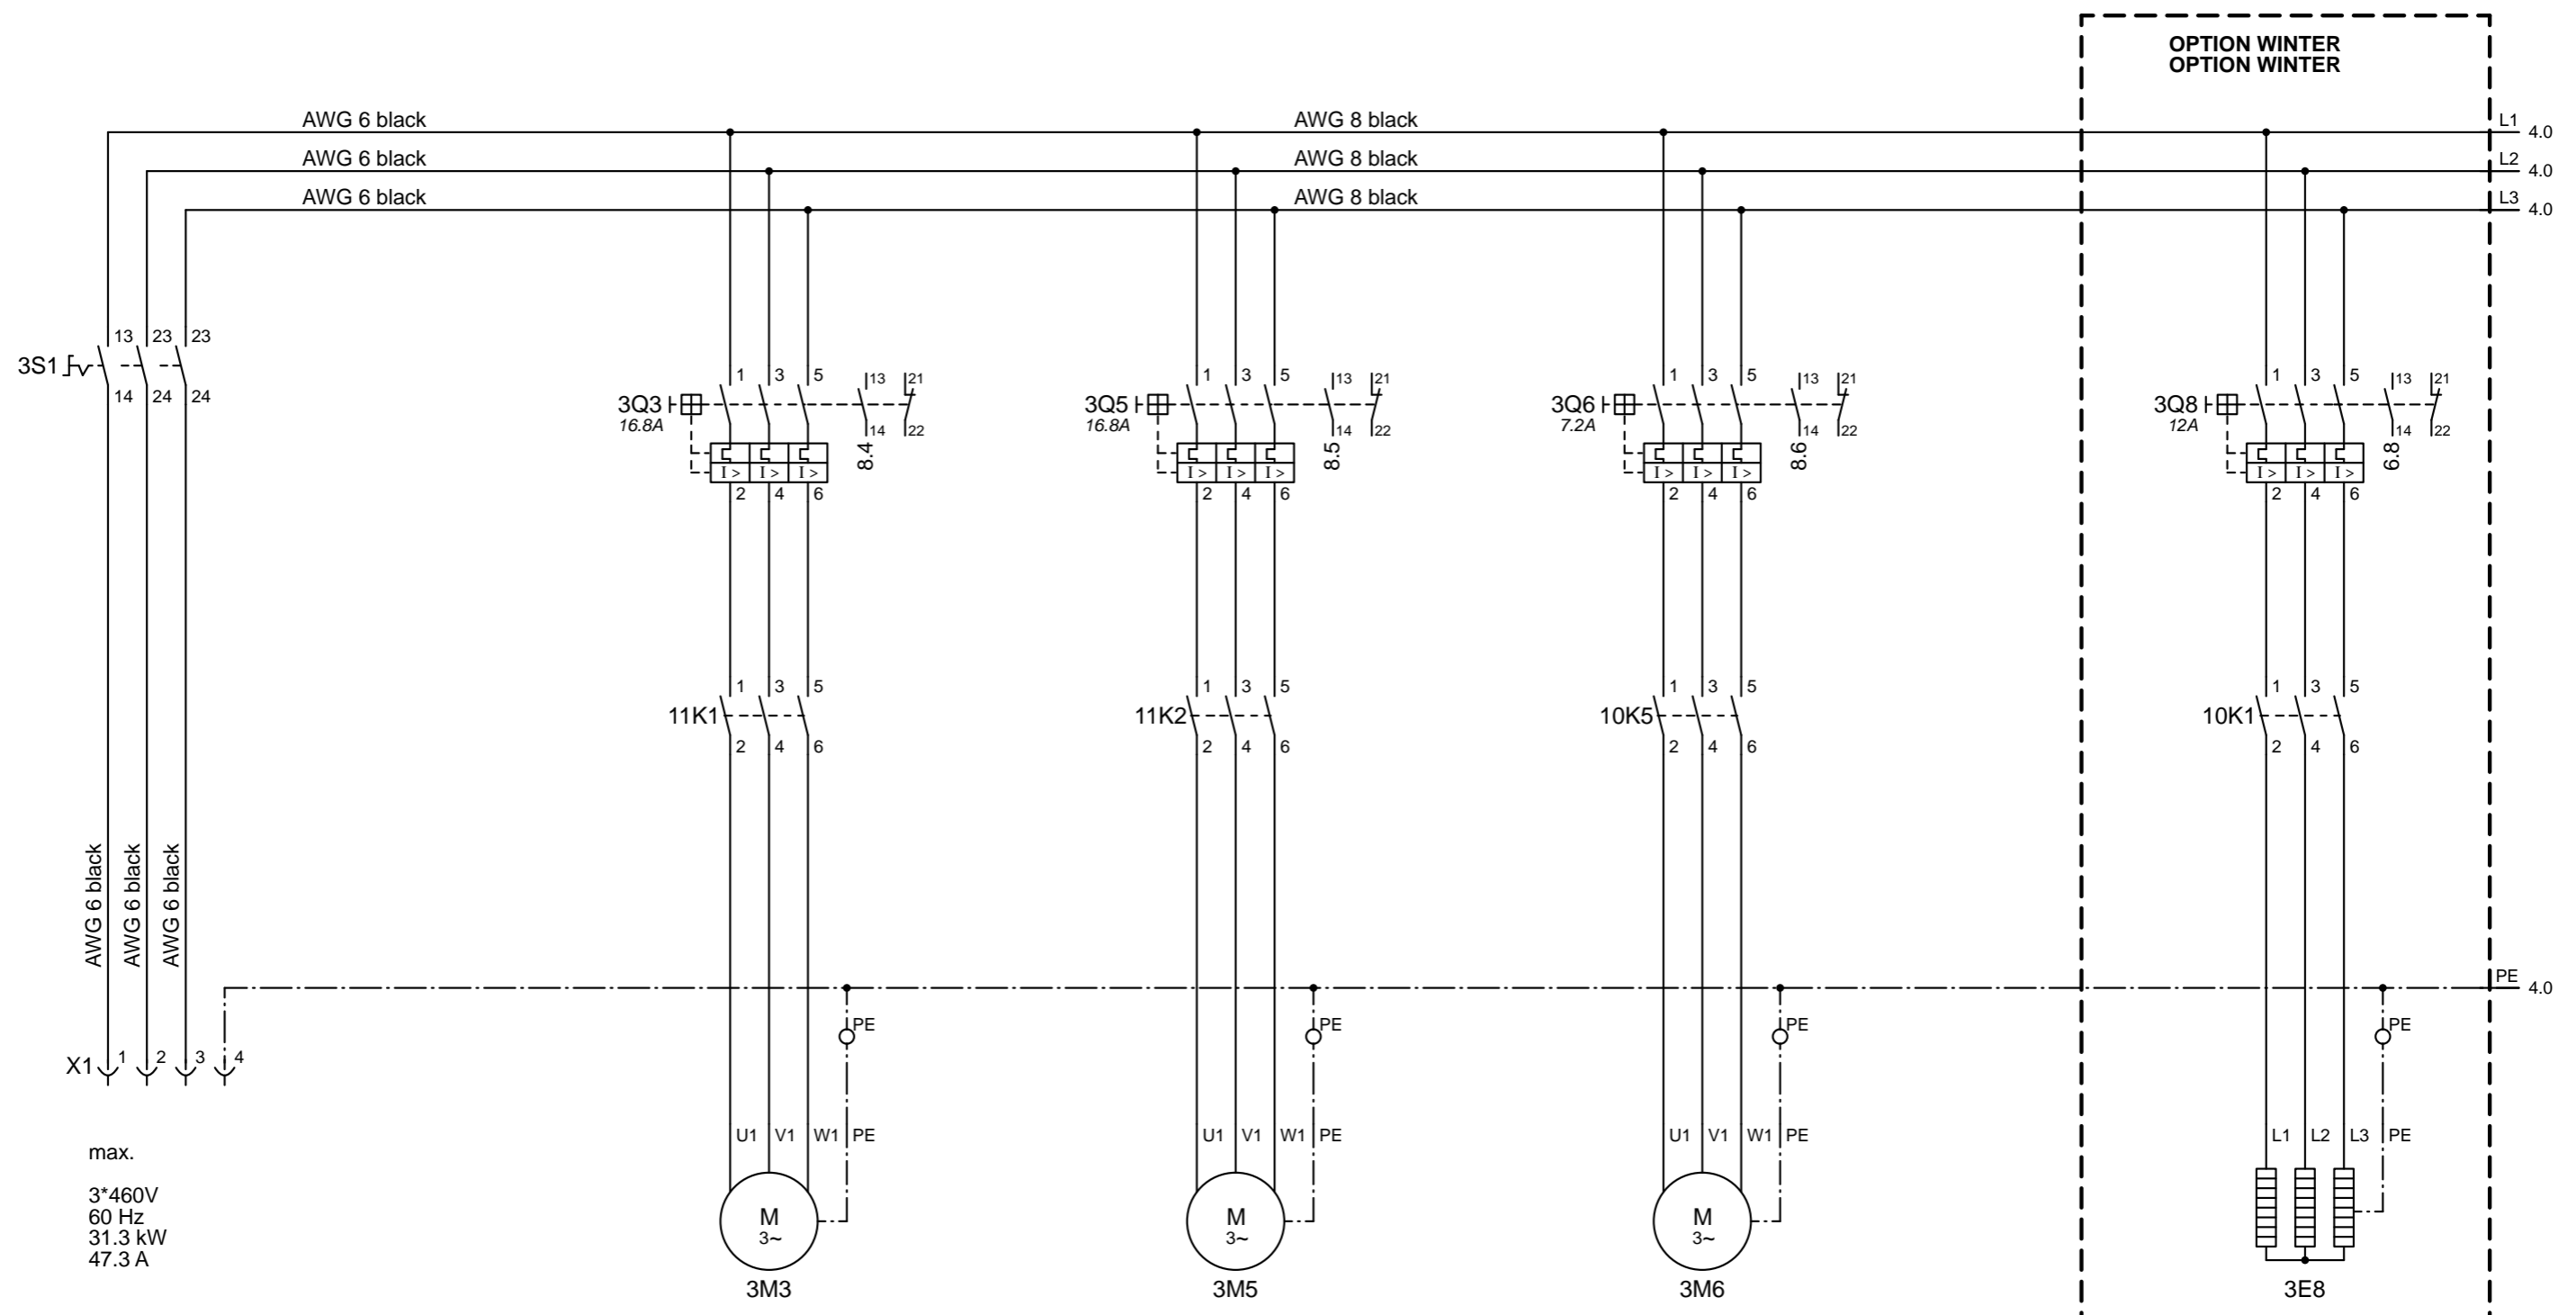 OPTION WINTER
OPTION WINTER
AWG 6 black AWG 8 black L1 4.0
AWG 6 black AWG 8 black L2 4.0
AWG 6 black AWG 8 black L3 4.0
3S1 13 23 23
14 24 24
3Q3 1 3 5 13 21
16.8A 14 22
I > I > I > 8.4
2 4 6
3Q5 1 3 5 13 21
16.8A 14 22
I > I > I > 8.5
2 4 6
3Q6 1 3 5 13 21
7.2A 14 22
I > I > I > 8.6
2 4 6
3Q8 1 3 5 13 21
12A 14 22
I > I > I > 6.8
2 4 6
11K1 1 3 5
2 4 6
11K2 1 3 5
2 4 6
10K5 1 3 5
2 4 6
10K1 1 3 5
2 4 6
AWG 6 black
AWG 6 black
AWG 6 black
PE 4.0
PE PE PE PE
X1 1 2 3 4
U1 V1 W1 PE
U1 V1 W1 PE
U1 V1 W1 PE
L1 L2 L3 PE
max.
3*460V
60 Hz
31.3 kW
47.3 A
M
3~
3M3
M
3~
3M5
M
3~
3M6
3E8